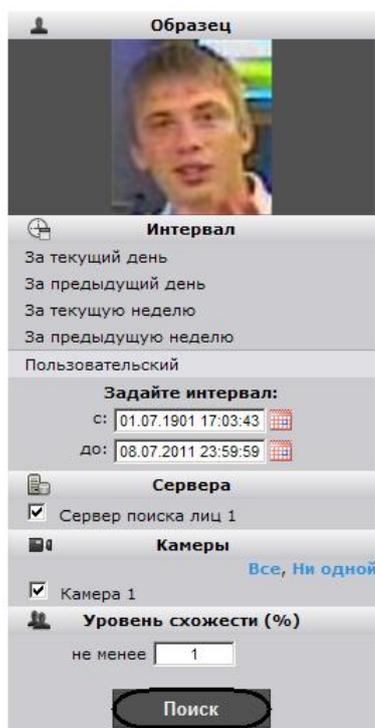 Образец
Интервал
За текущий день
За предыдущий день
За текущую неделю
За предыдущую неделю
Пользовательский
Задайте интервал:
с: 01.07.1901 17:03:43
до: 08.07.2011 23:59:59
Сервера
Сервер поиска лиц 1
Камеры
Все, Ни одной
Камера 1
Уровень схожести (%)
не менее 1
Поиск